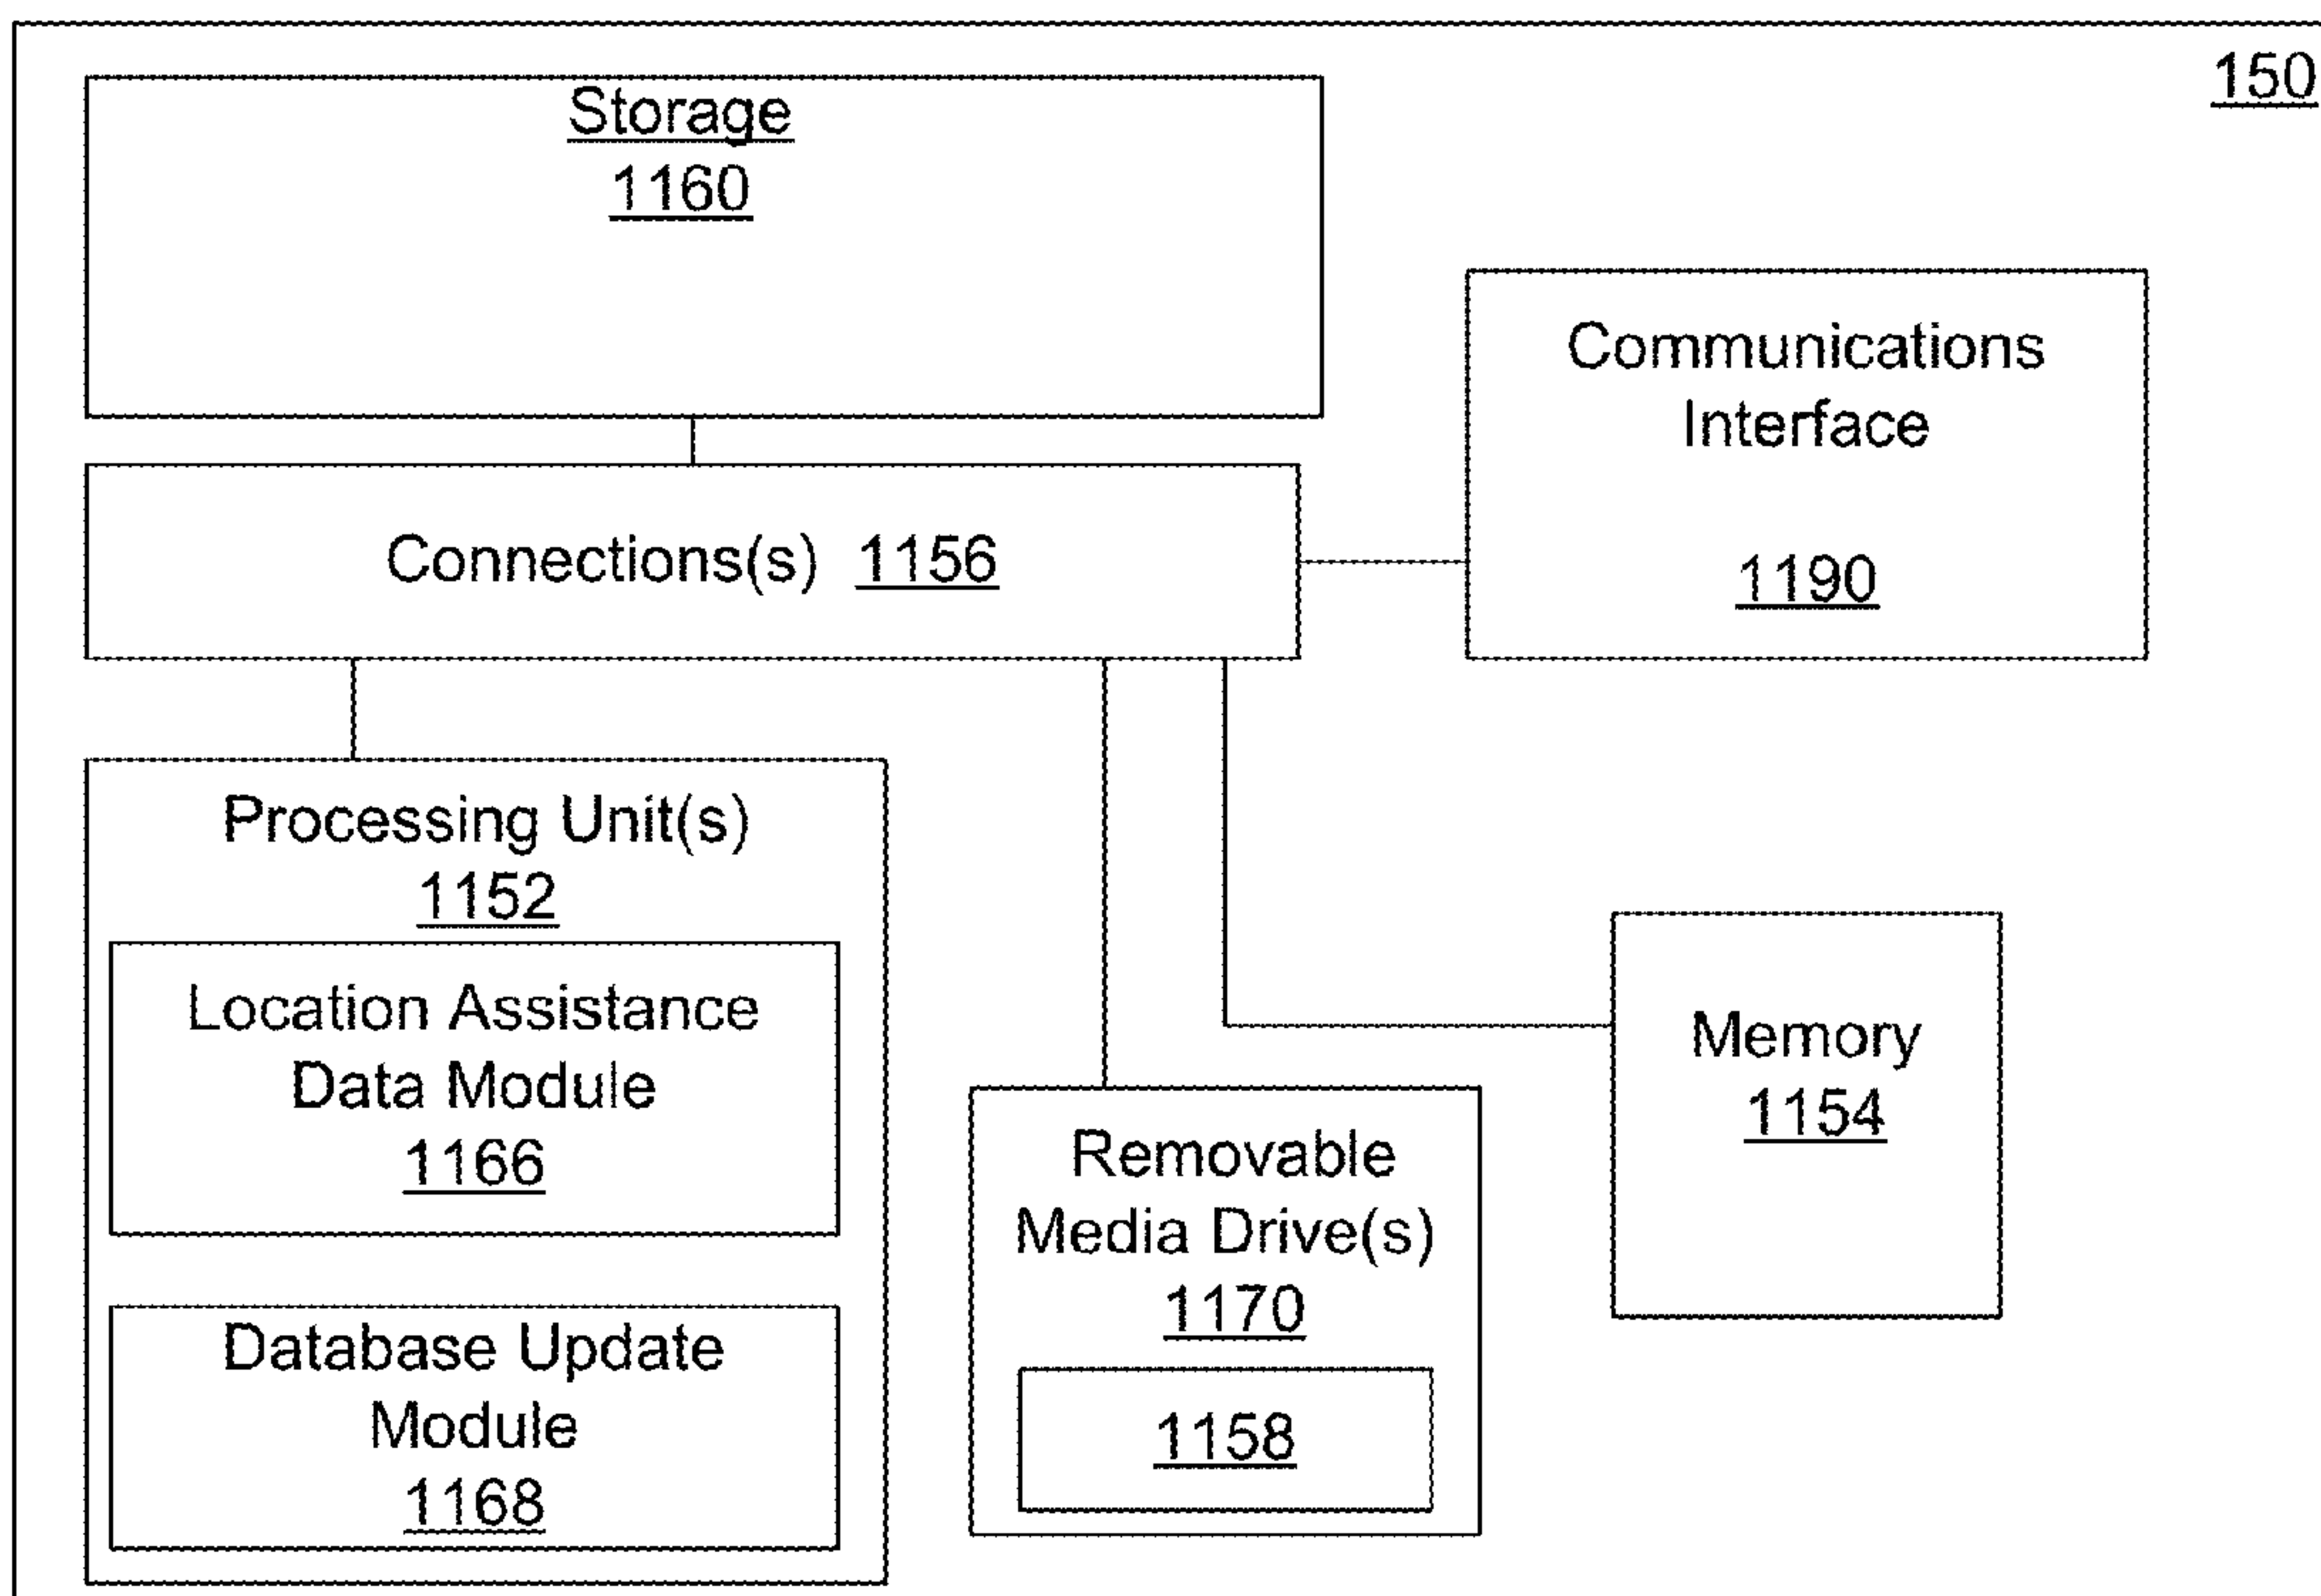 150
Storage
1160
Communications
Interface
1190
Connections(s) 1156
Processing Unit(s)
1152
Location Assistance
Data Module
1166
Database Update
Module
1168
Removable
Media Drive(s)
1170
1158
Memory
1154